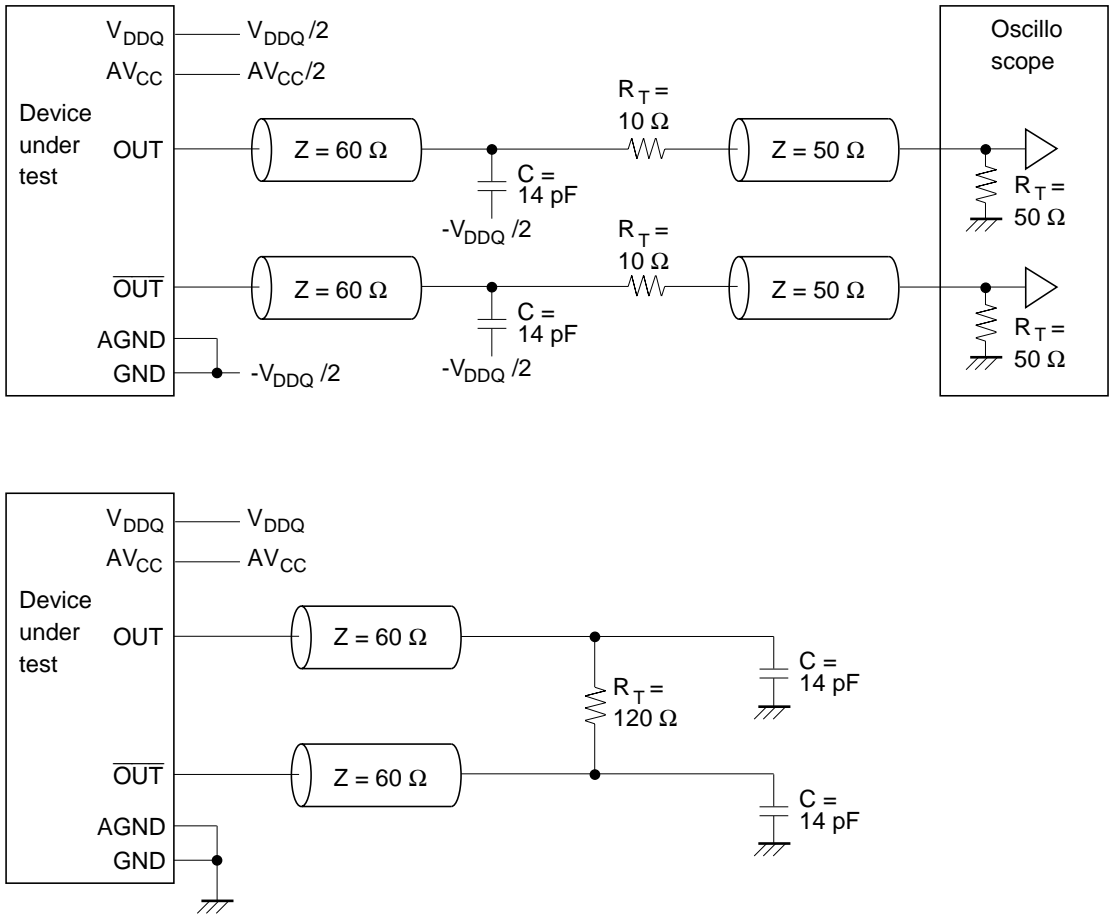 V_DDQ V_DDQ/2
AV_CC AV_CC/2
Device
under
test
OUT
Z = 60 Ω
C =
14 pF
-V_DDQ /2
R_T =
10 Ω
Z = 50 Ω
Oscillo
scope
R_T =
50 Ω
O̅U̅T̅
Z = 60 Ω
C =
14 pF
-V_DDQ /2
R_T =
10 Ω
Z = 50 Ω
R_T =
50 Ω
AGND
GND -V_DDQ /2
V_DDQ V_DDQ
AV_CC AV_CC
Device
under
test
OUT
Z = 60 Ω
C =
14 pF
R_T =
120 Ω
O̅U̅T̅
Z = 60 Ω
C =
14 pF
AGND
GND